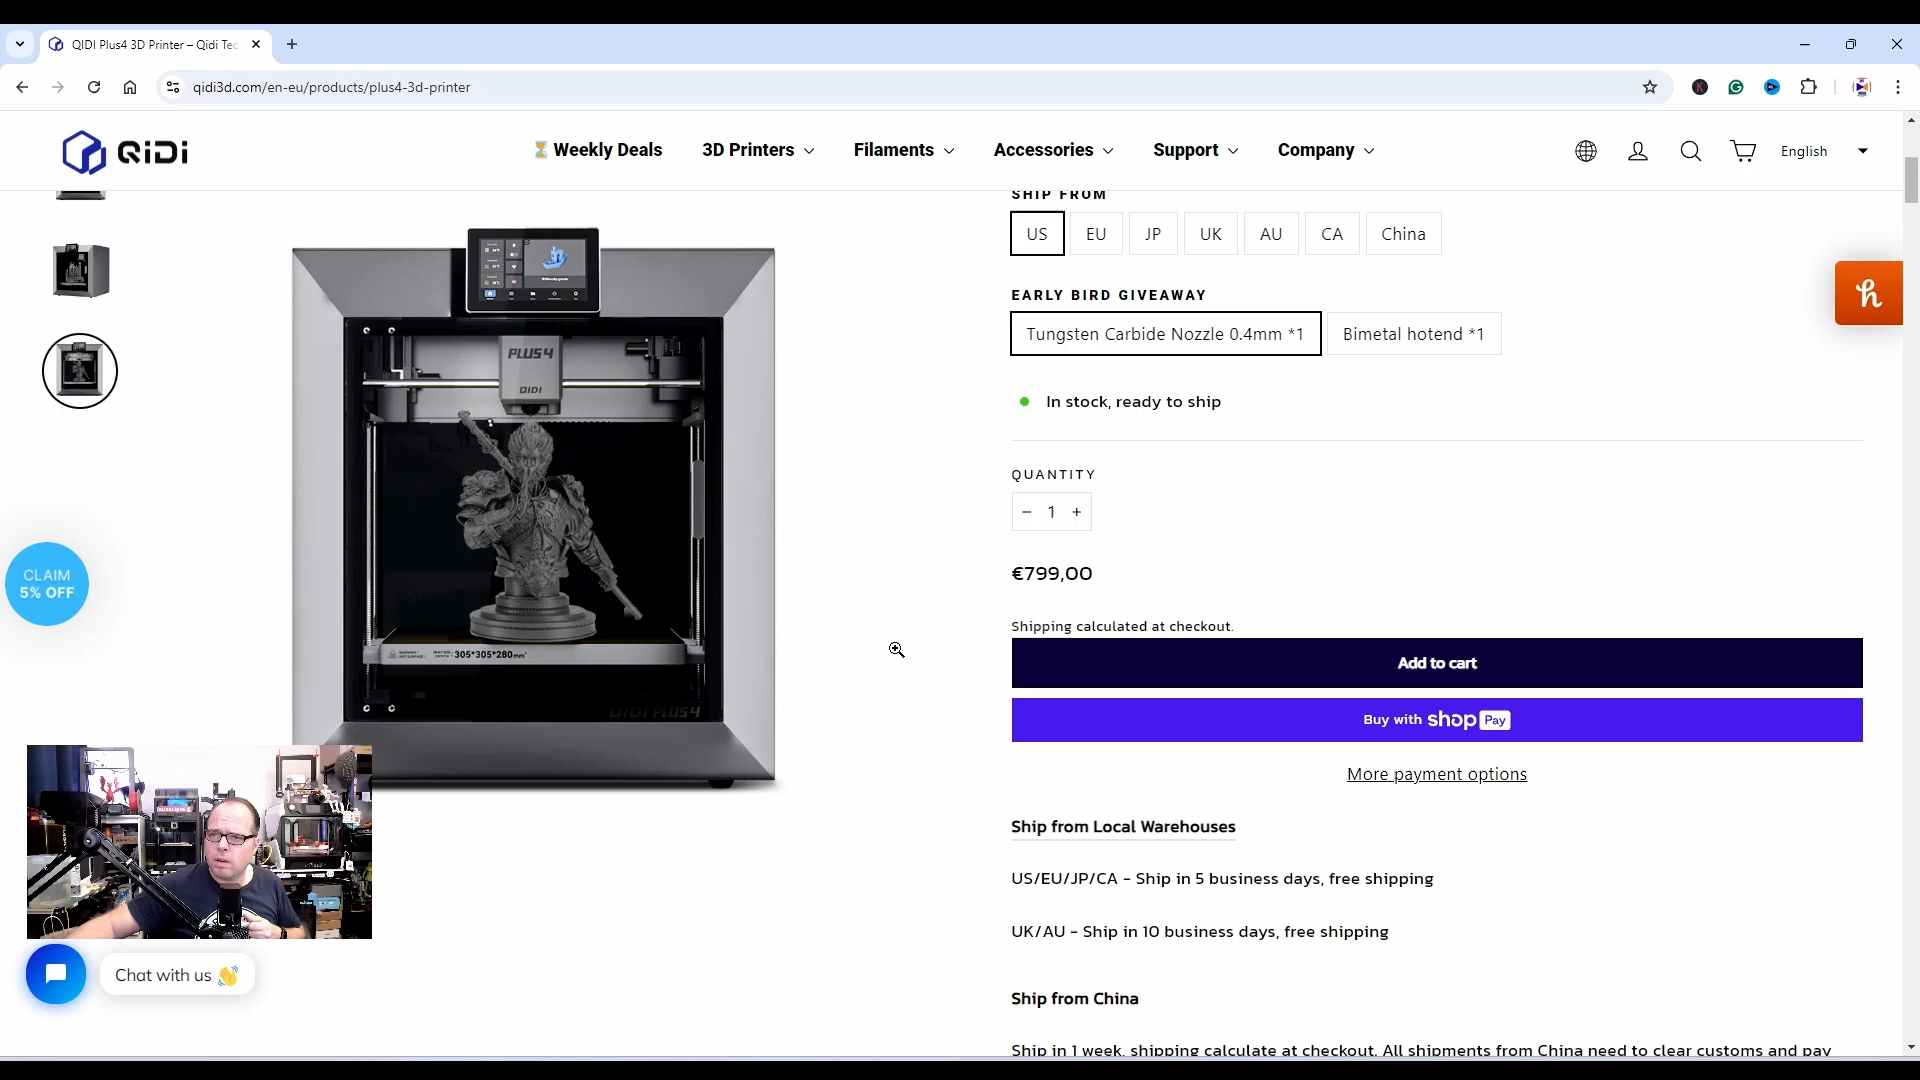 QIDI Plus4 3D Printer – Qidi Tec
qidi3d.com/en-eu/products/plus4-3d-printer
QIDI
⏳Weekly Deals
3D Printers
Filaments
Accessories
Support
Company
English
SHIP FROM
US
EU
JP
UK
AU
CA
China
EARLY BIRD GIVEAWAY
Tungsten Carbide Nozzle 0.4mm *1
Bimetal hotend *1
In stock, ready to ship
QUANTITY
− 1 +
€799,00
Shipping calculated at checkout.
Add to cart
Buy with shop Pay
More payment options
Ship from Local Warehouses
US/EU/JP/CA - Ship in 5 business days, free shipping
UK/AU - Ship in 10 business days, free shipping
Ship from China
Ship in 1 week, shipping calculate at checkout. All shipments from China need to clear customs and pay
PLUS4
QIDI
305*305*280mm³
QIDI PLUS4
CLAIM
5% OFF
Chat with us 👋